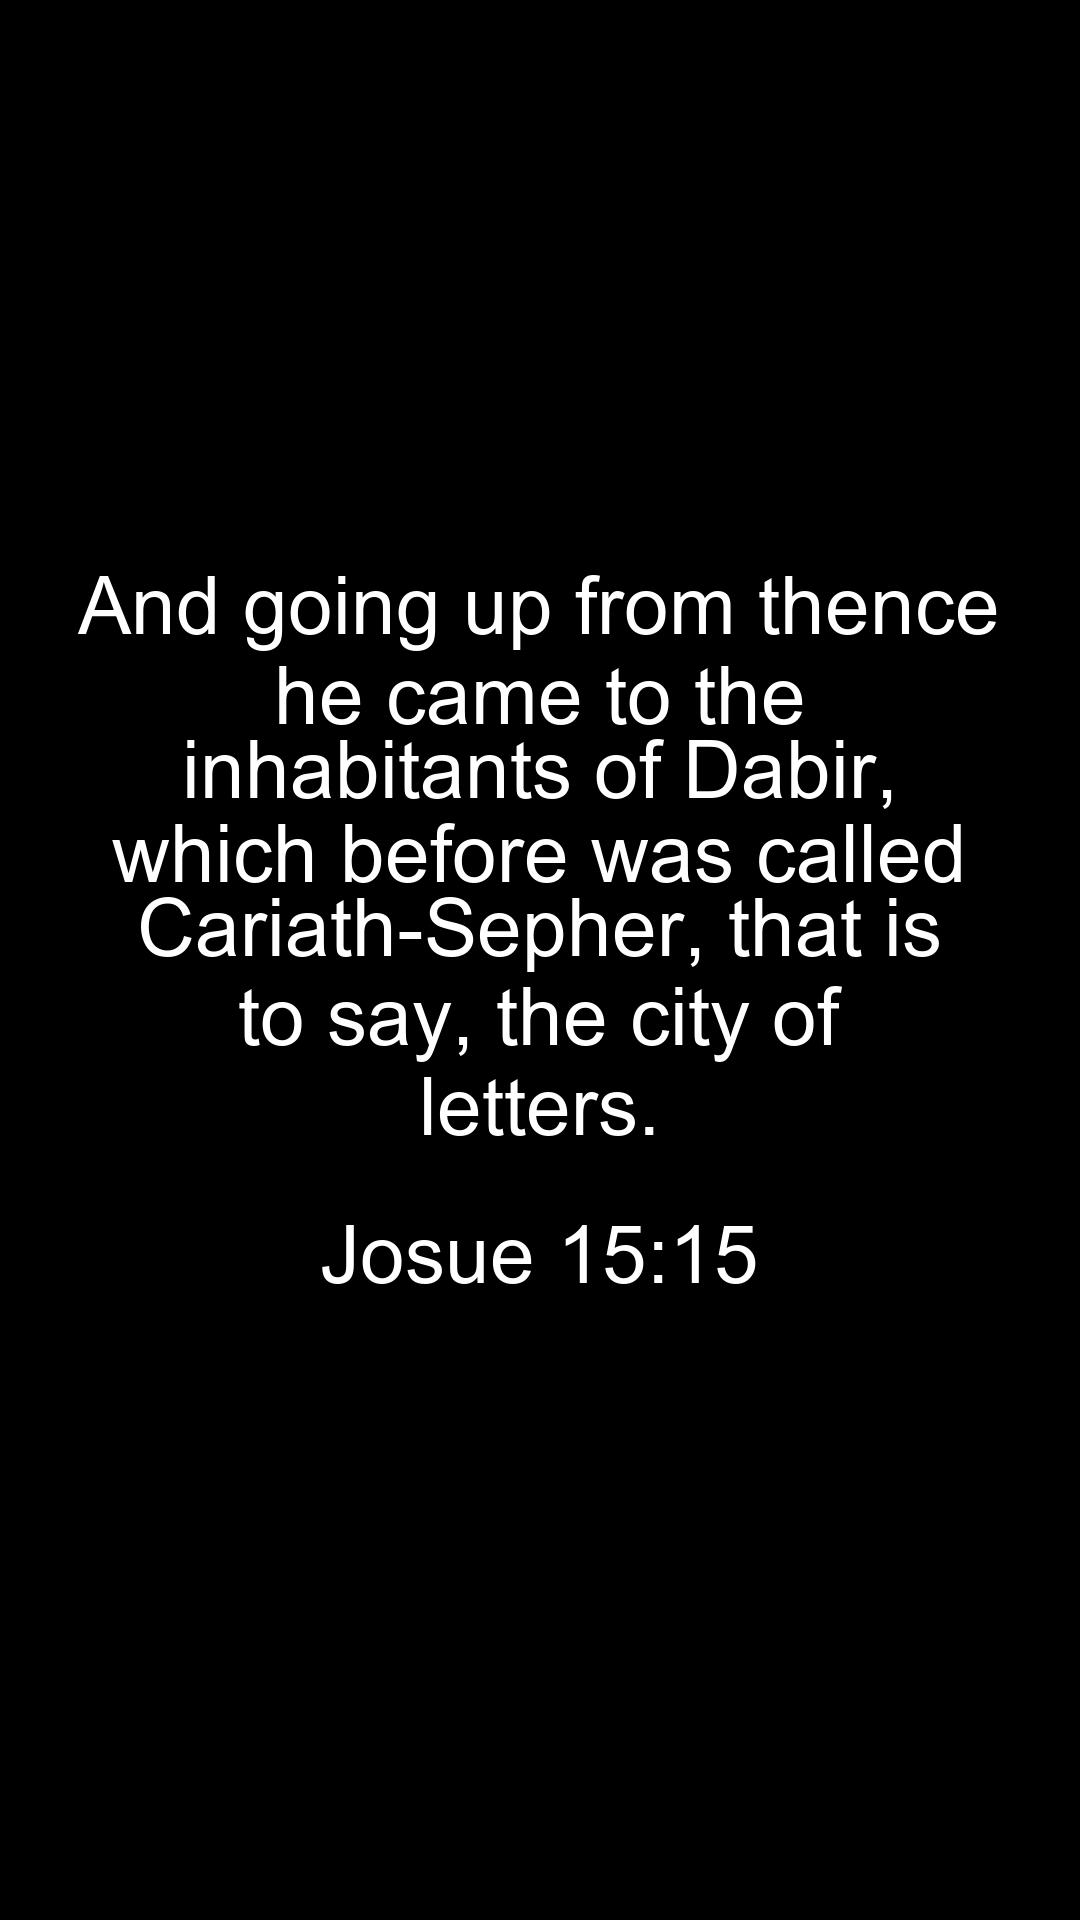 And going up from thence
he came to the
inhabitants of Dabir,
which before was called
Cariath-Sepher, that is
to say, the city of
letters.
Josue 15:15